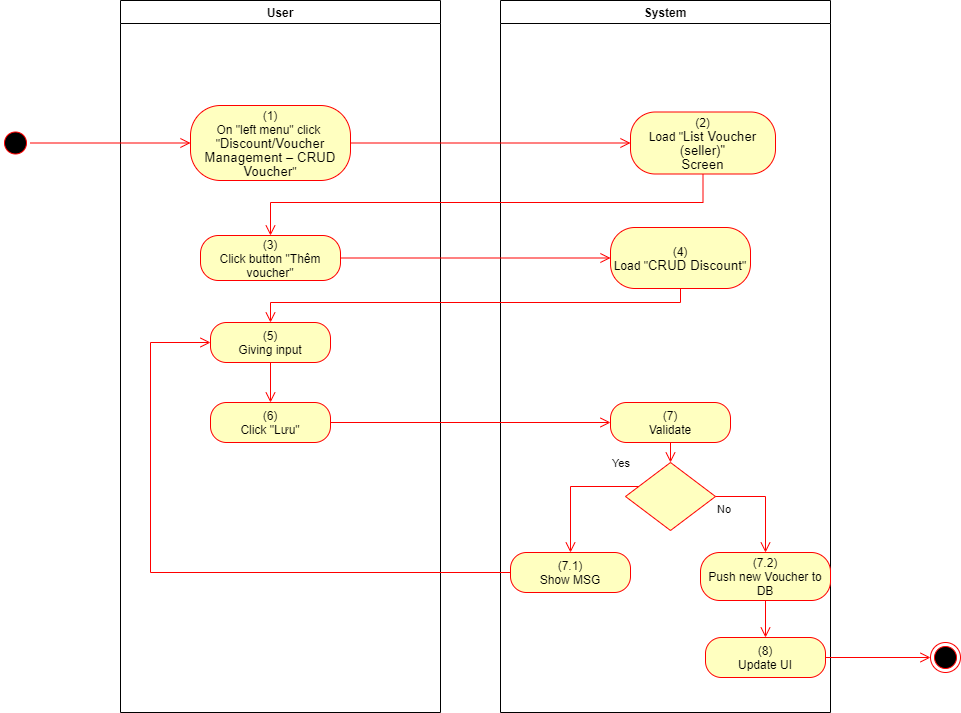 User
System
(1)
On "left menu" click
"Discount/Voucher
Management – CRUD
Voucher"
(2)
Load "List Voucher
(seller)"
Screen
(3)
Click button "Thêm
voucher"
(4)
Load "CRUD Discount"
(5)
Giving input
(6)
Click "Lưu"
(7)
Validate
Yes
No
(7.1)
Show MSG
(7.2)
Push new Voucher to
DB
(8)
Update UI